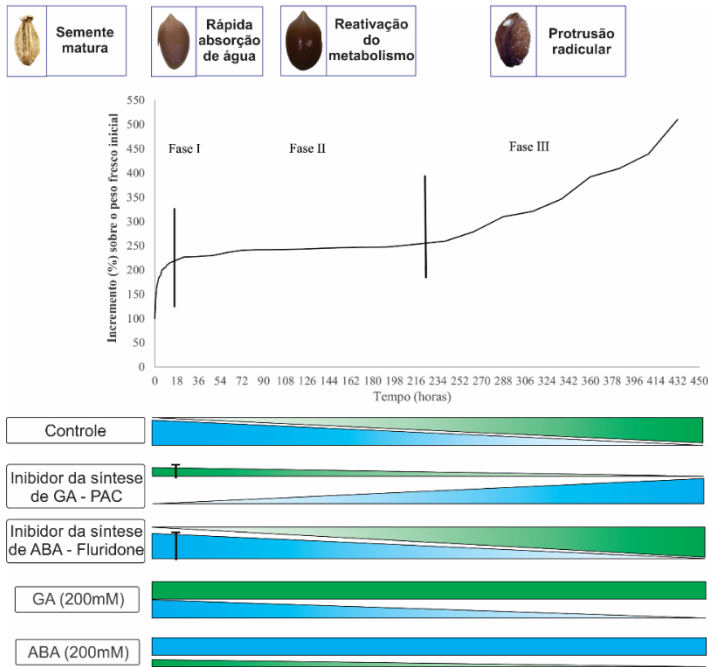 Semente
matura
Rápida
absorção
de água
Reativação
do
metabolismo
Protrusão
radicular
Incremento (%) sobre o peso fresco inicial
550
500
450
400
350
300
250
200
150
100
50
0
Fase I
Fase II
Fase III
0 18 36 54 72 90 108 126 144 162 180 198 216 234 252 270 288 306 324 342 360 378 396 414 432 450
Tempo (horas)
Controle
Inibidor da síntese
de GA - PAC
Inibidor da síntese
de ABA - Fluridone
GA (200mM)
ABA (200mM)